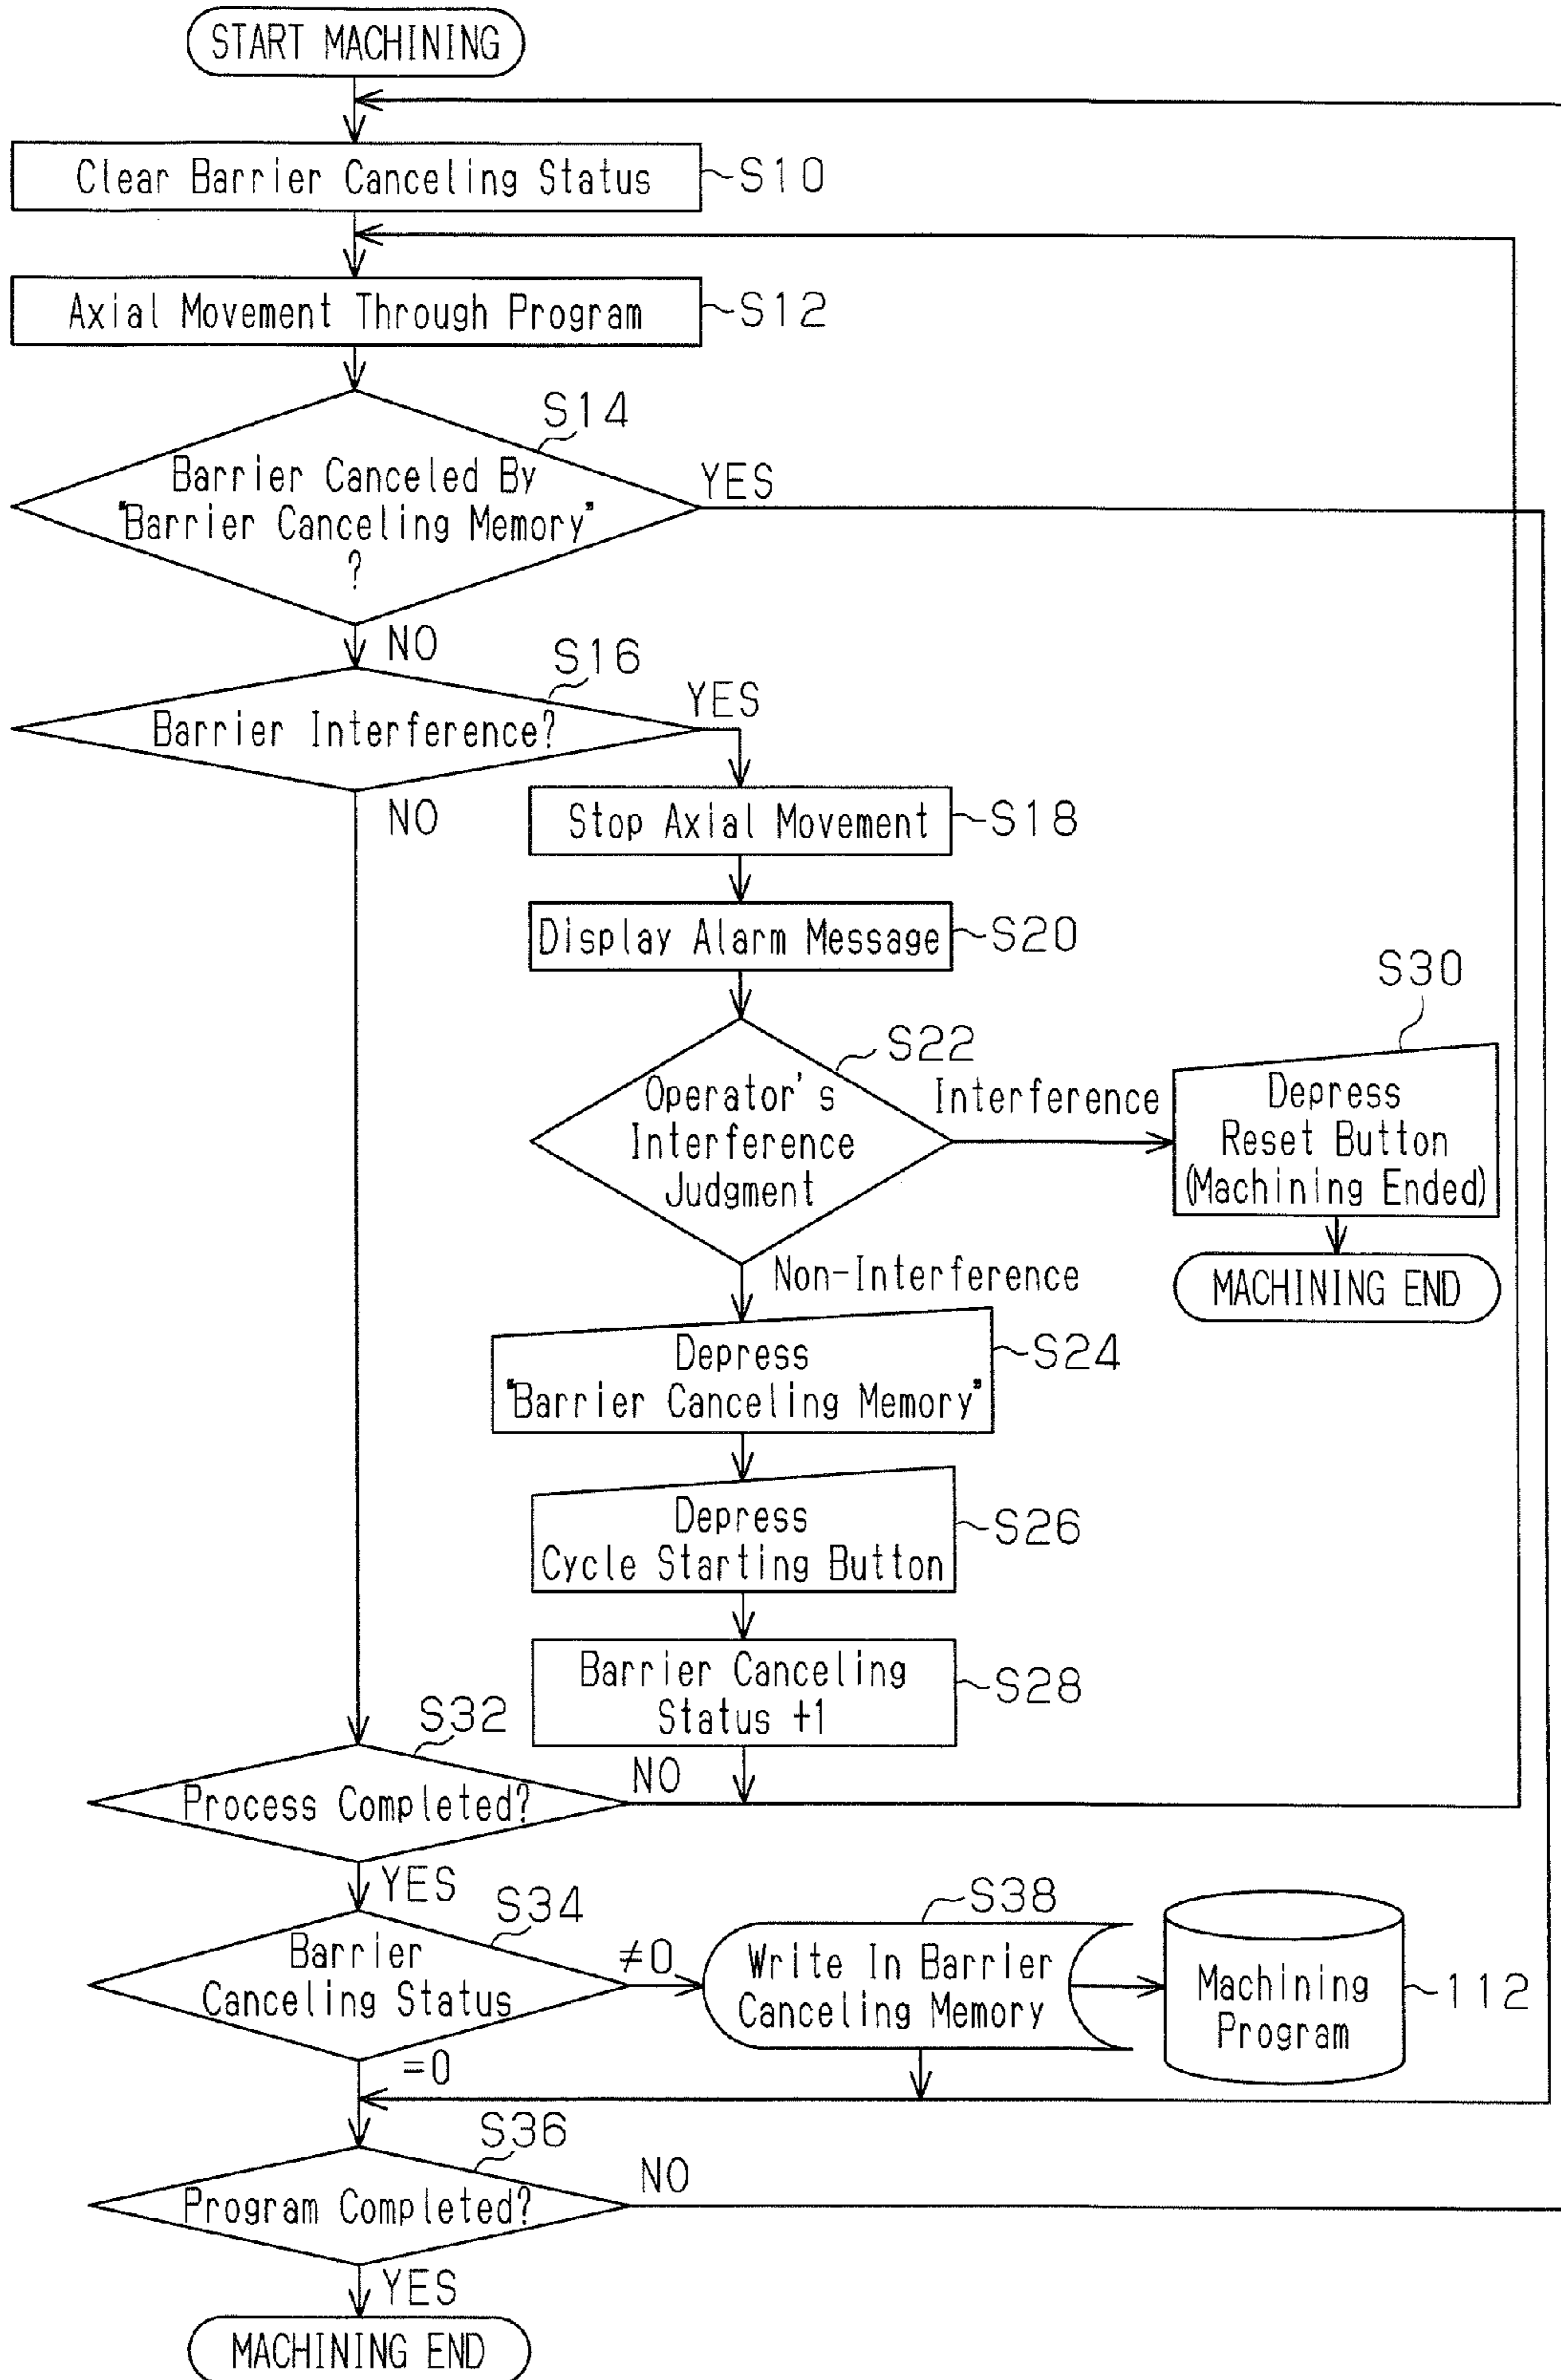 START MACHINING
Clear Barrier Canceling Status
S10
Axial Movement Through Program
S12
S14
Barrier Canceled By
"Barrier Canceling Memory"
?
YES
NO
S16
Barrier Interference?
YES
NO
Stop Axial Movement
S18
Display Alarm Message
S20
S22
Operator's
Interference
Judgment
Interference
S30
Depress
Reset Button
(Machining Ended)
MACHINING END
Non-Interference
Depress
"Barrier Canceling Memory"
S24
Depress
Cycle Starting Button
S26
Barrier Canceling
Status +1
S28
S32
Process Completed?
NO
YES
S34
Barrier
Canceling Status
≠0
=0
S38
Write In Barrier
Canceling Memory
Machining
Program
112
S36
Program Completed?
NO
YES
MACHINING END